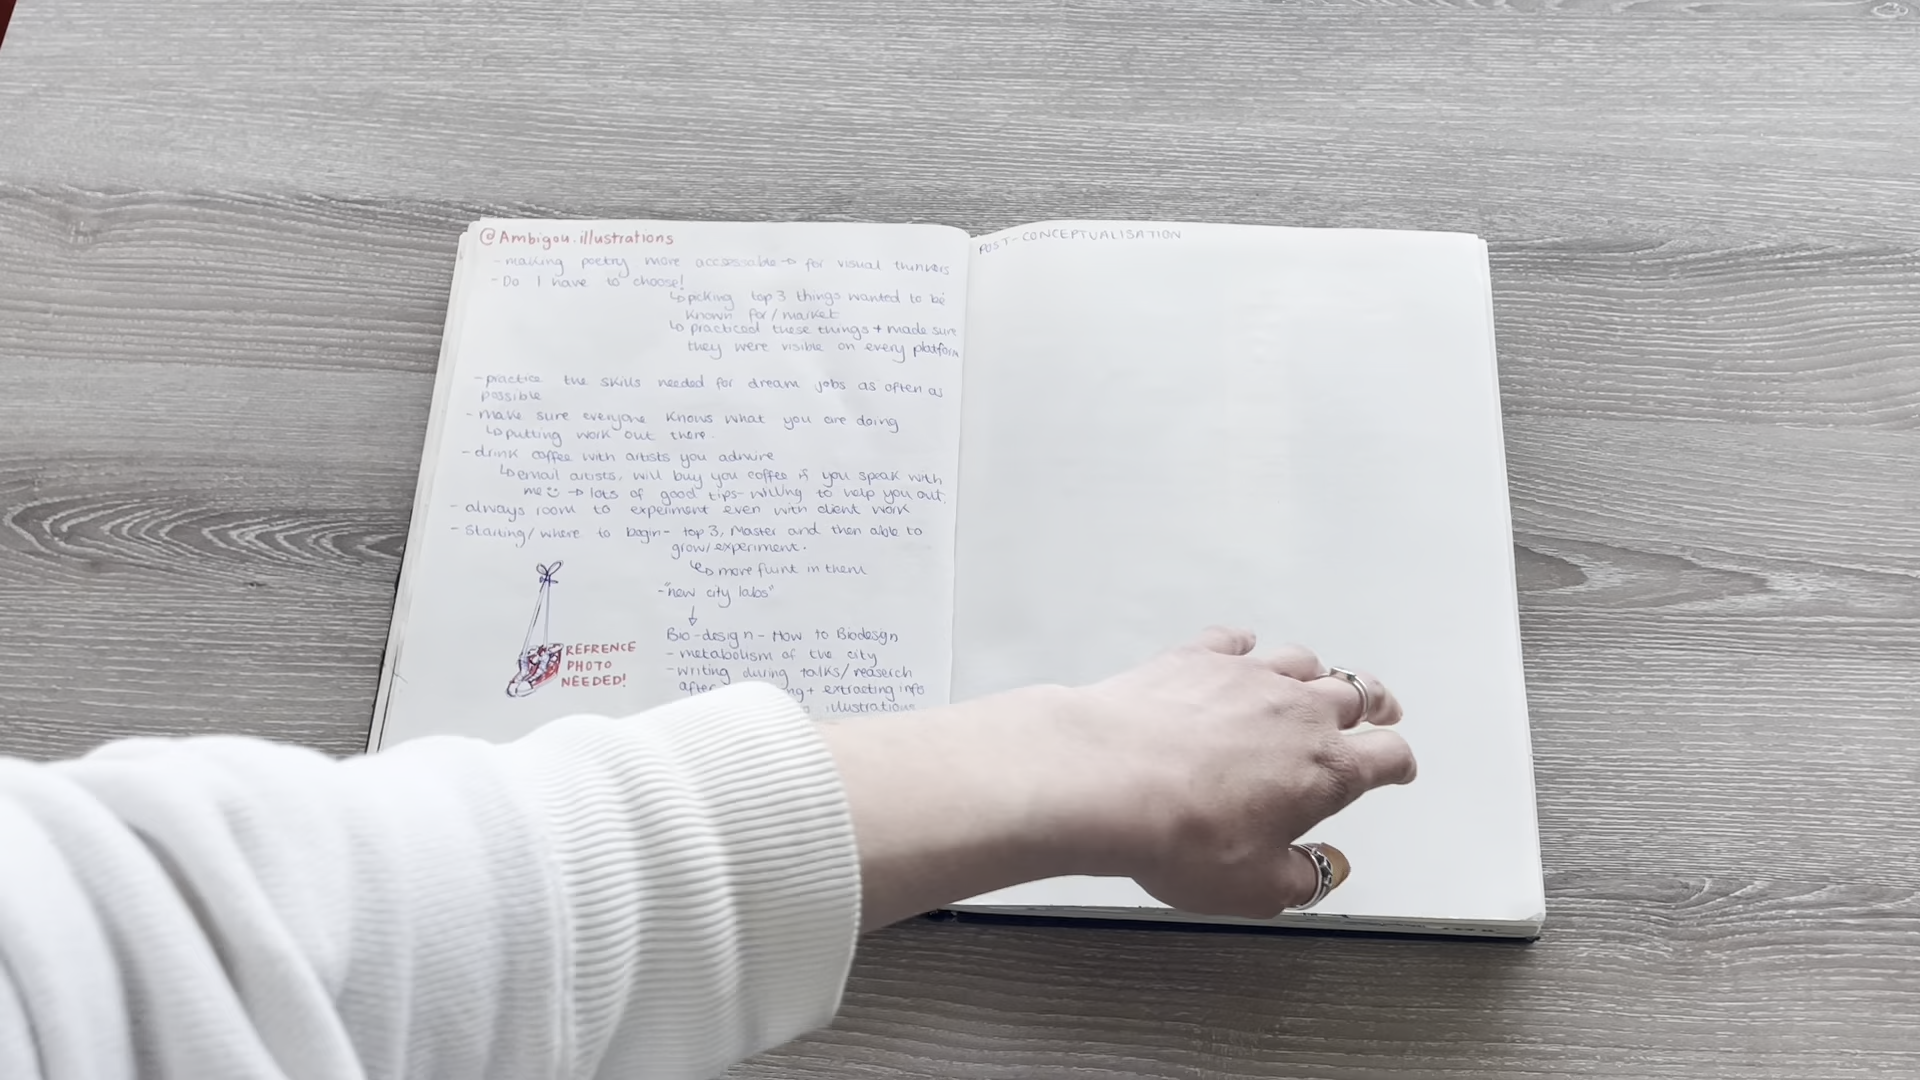 @Ambigou.illustrations
- making poetry more accessable → for visual thinkers
- Do I have to choose!
↳ picking top 3 things wanted to be
known for / market
↳ practiced these things + made sure
they were visible on every platform
- practice the skills needed for dream jobs as often as
possible
- make sure everyone knows what you are doing
↳ putting work out there.
- drink coffee with artists you admire
↳ email artists, will buy you coffee if you speak with
me☺ → lots of good tips - willing to help you out.
- always room to experiment even with client work
- starting / where to begin - top 3, Master and then able to
grow/experiment.
↳ more fluint in them
- "new city labs"
↓
Bio-design - How to Biodesign
- metabolism of the city
- writing during talks/reaserch
after + extracting info
illustrations
REFRENCE
PHOTO
NEEDED!
POST-CONCEPTUALISATION